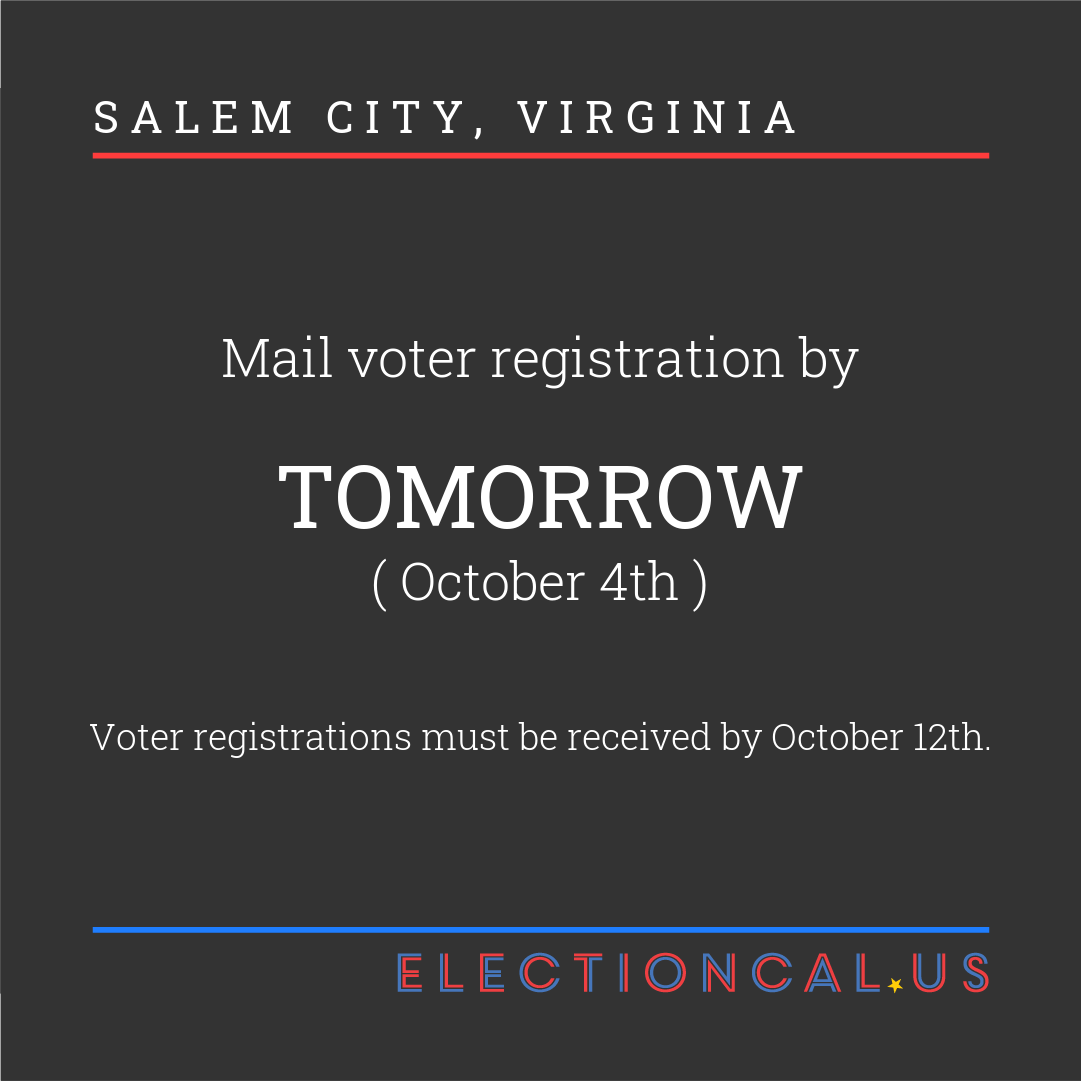 SALEM CITY, VIRGINIA
Mail voter registration by
TOMORROW
( October 4th )
Voter registrations must be received by October 12th.
ELECTIONCAL.US